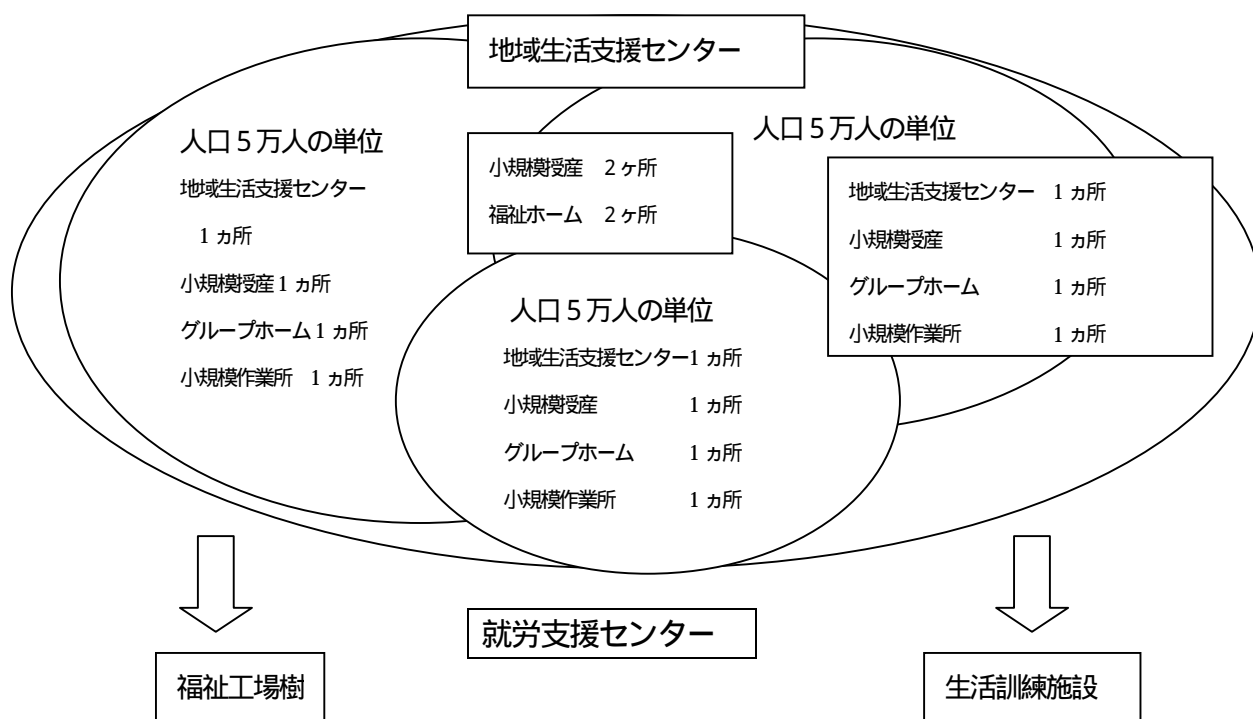 地域生活支援センター
人口5万人の単位
地域生活支援センター
1ヵ所
小規模授産1ヵ所
グループホーム1ヵ所
小規模作業所 1ヵ所
小規模授産 2ヶ所
福祉ホーム 2ヶ所
人口5万人の単位
地域生活支援センター 1ヵ所
小規模授産 1ヵ所
グループホーム 1ヵ所
小規模作業所 1ヵ所
人口5万人の単位
地域生活支援センター1ヵ所
小規模授産 1ヵ所
グループホーム 1ヵ所
小規模作業所 1ヵ所
就労支援センター
福祉工場樹
生活訓練施設